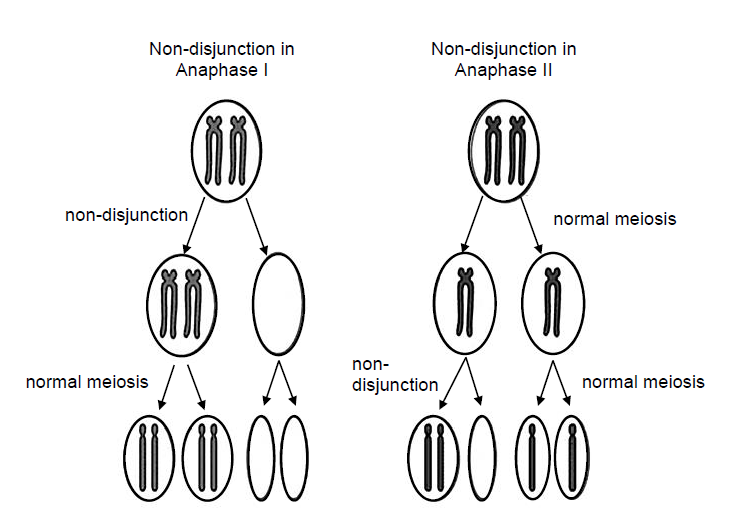 Non-disjunction in
Anaphase I
Non-disjunction in
Anaphase II
non-disjunction
normal meiosis
normal meiosis
non-
disjunction
normal meiosis